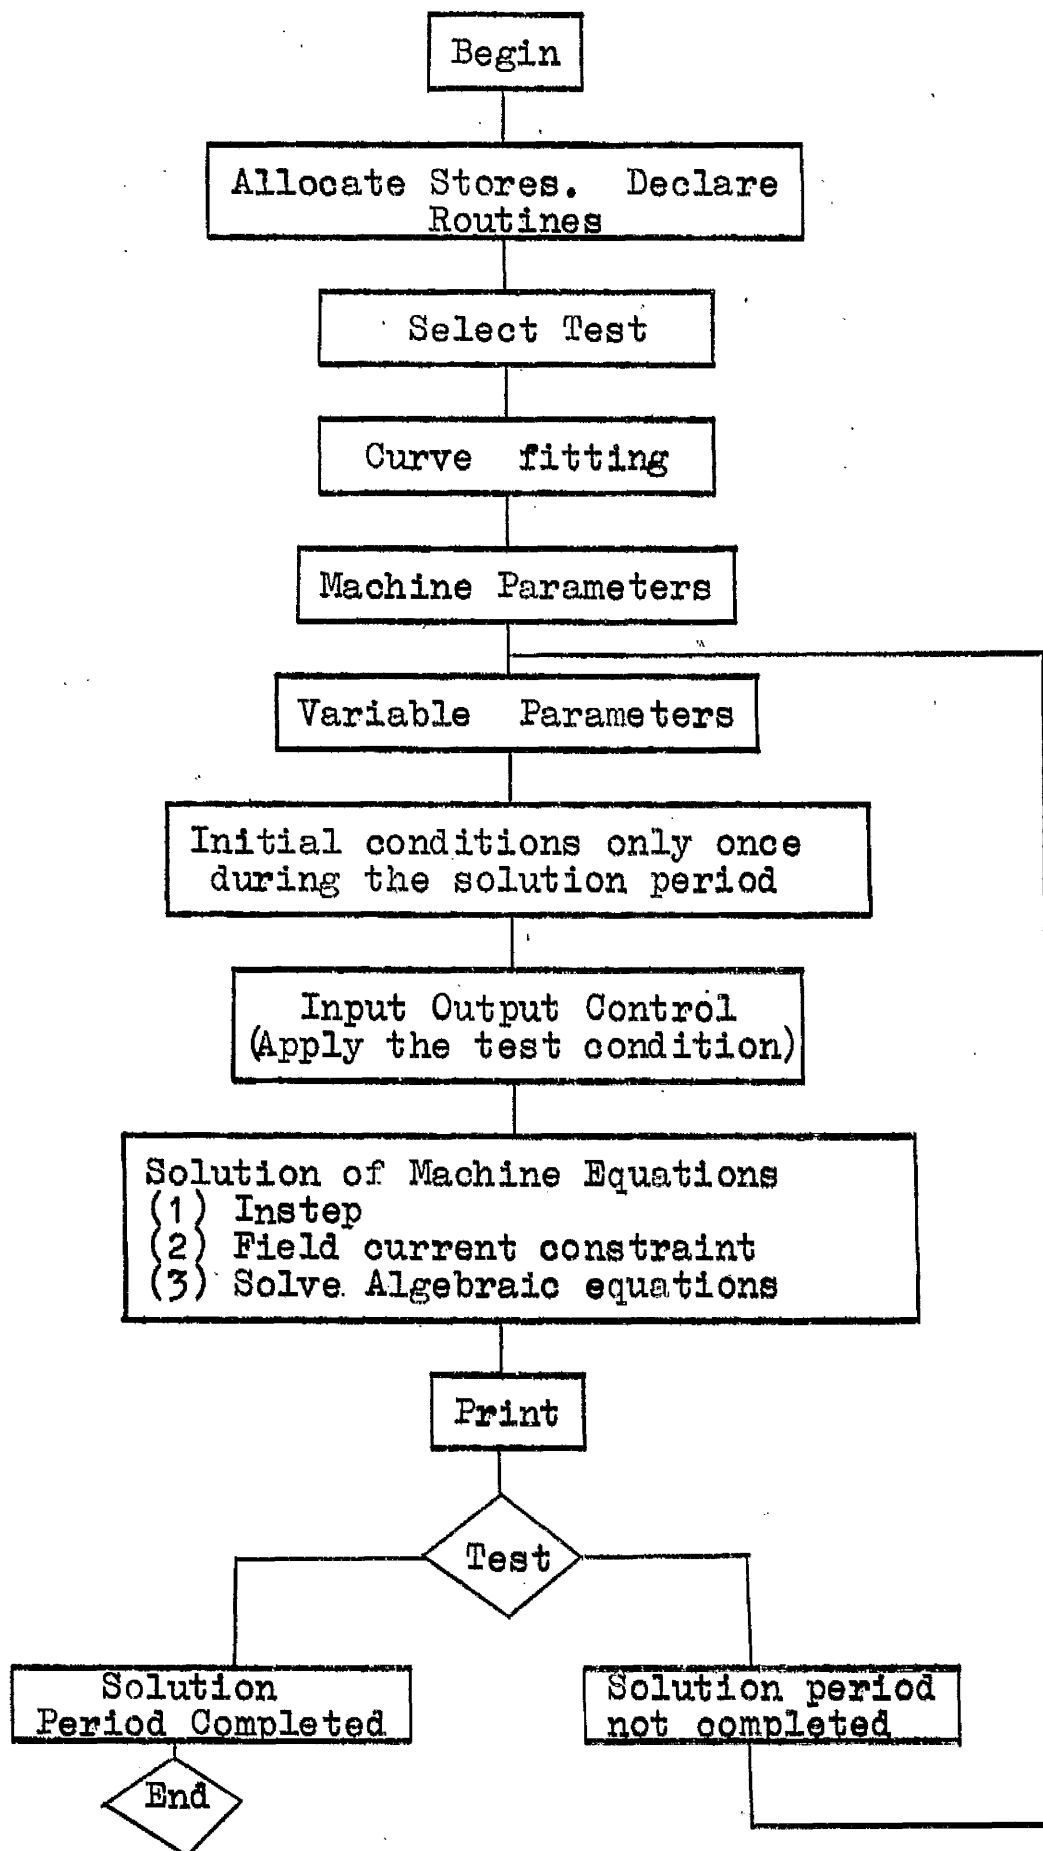 Begin
Allocate Stores. Declare
Routines
Select Test
Curve fitting
Machine Parameters
Variable Parameters
Initial conditions only once
during the solution period
Input Output Control
(Apply the test condition)
Solution of Machine Equations
(1) Instep
(2) Field current constraint
(3) Solve Algebraic equations
Print
Test
Solution
Period Completed
Solution period
not completed
End